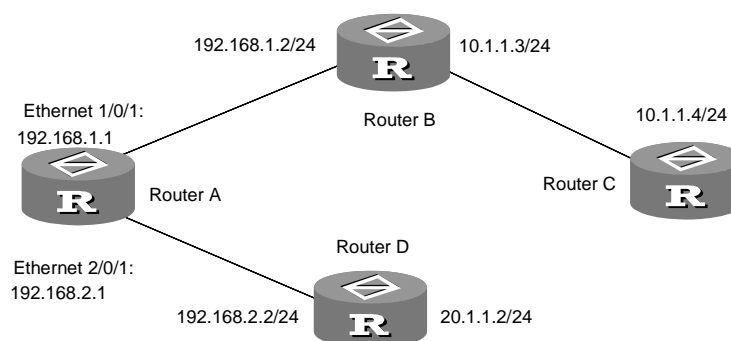 192.168.1.2/24
10.1.1.3/24
R
Router B
Ethernet 1/0/1:
192.168.1.1
10.1.1.4/24
R
Router A
Router C
R
Router D
Ethernet 2/0/1:
192.168.2.1
192.168.2.2/24
R
20.1.1.2/24